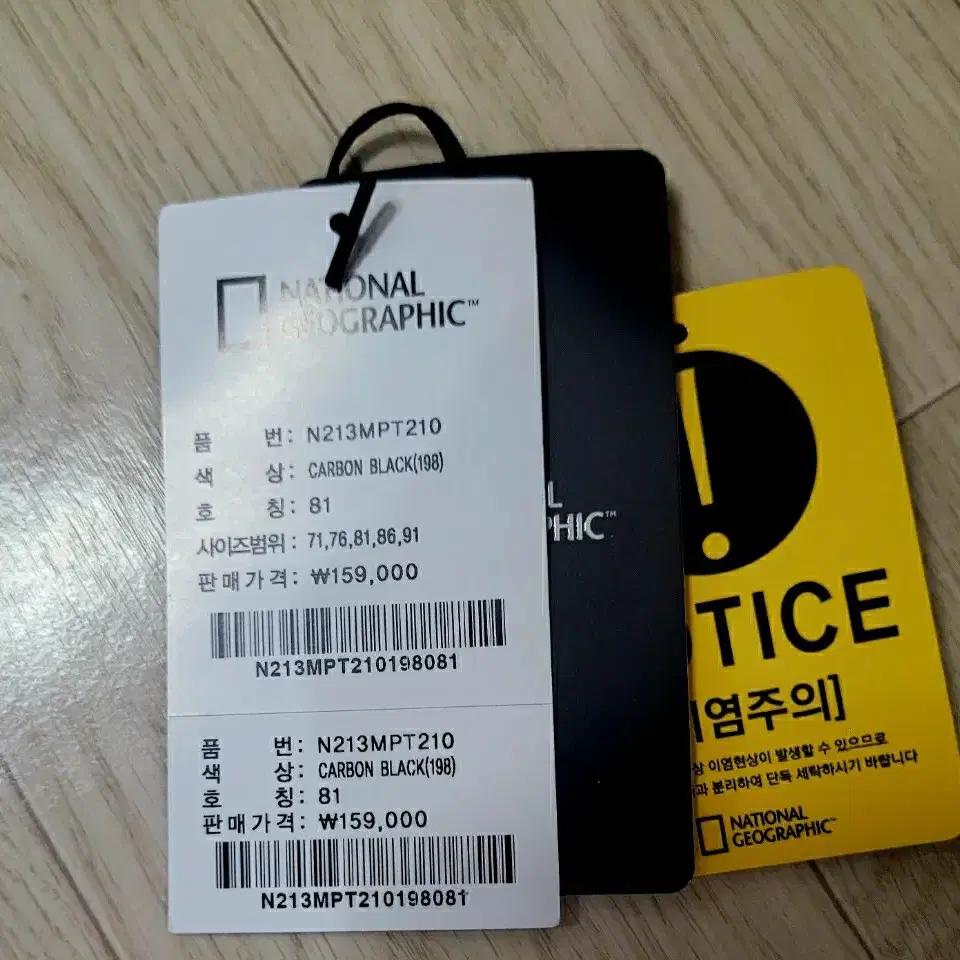 NATIONAL
GEOGRAPHIC™
품 번: N213MPT210
색 상: CARBON BLACK(198)
호 칭: 81
사이즈범위: 71,76,81,86,91
판매가격: ₩159,000
N213MPT210198081
품 번: N213MPT210
색 상: CARBON BLACK(198)
호 칭: 81
판매가격: ₩159,000
N213MPT210198081
L
PHIC™
!
TICE
염주의]
상 이염현상이 발생할 수 있으므로
과 분리하여 단독 세탁하시기 바랍니다
NATIONAL
GEOGRAPHIC™